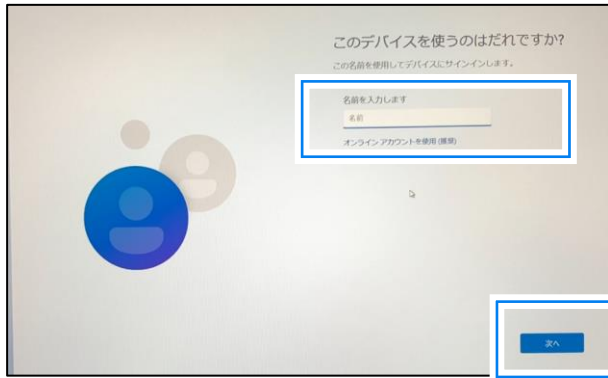 このデバイスを使うのはだれですか?
この名前を使用してデバイスにサインインします。
名前を入力します
名前
オンライン アカウントを使用 (推奨)
次へ